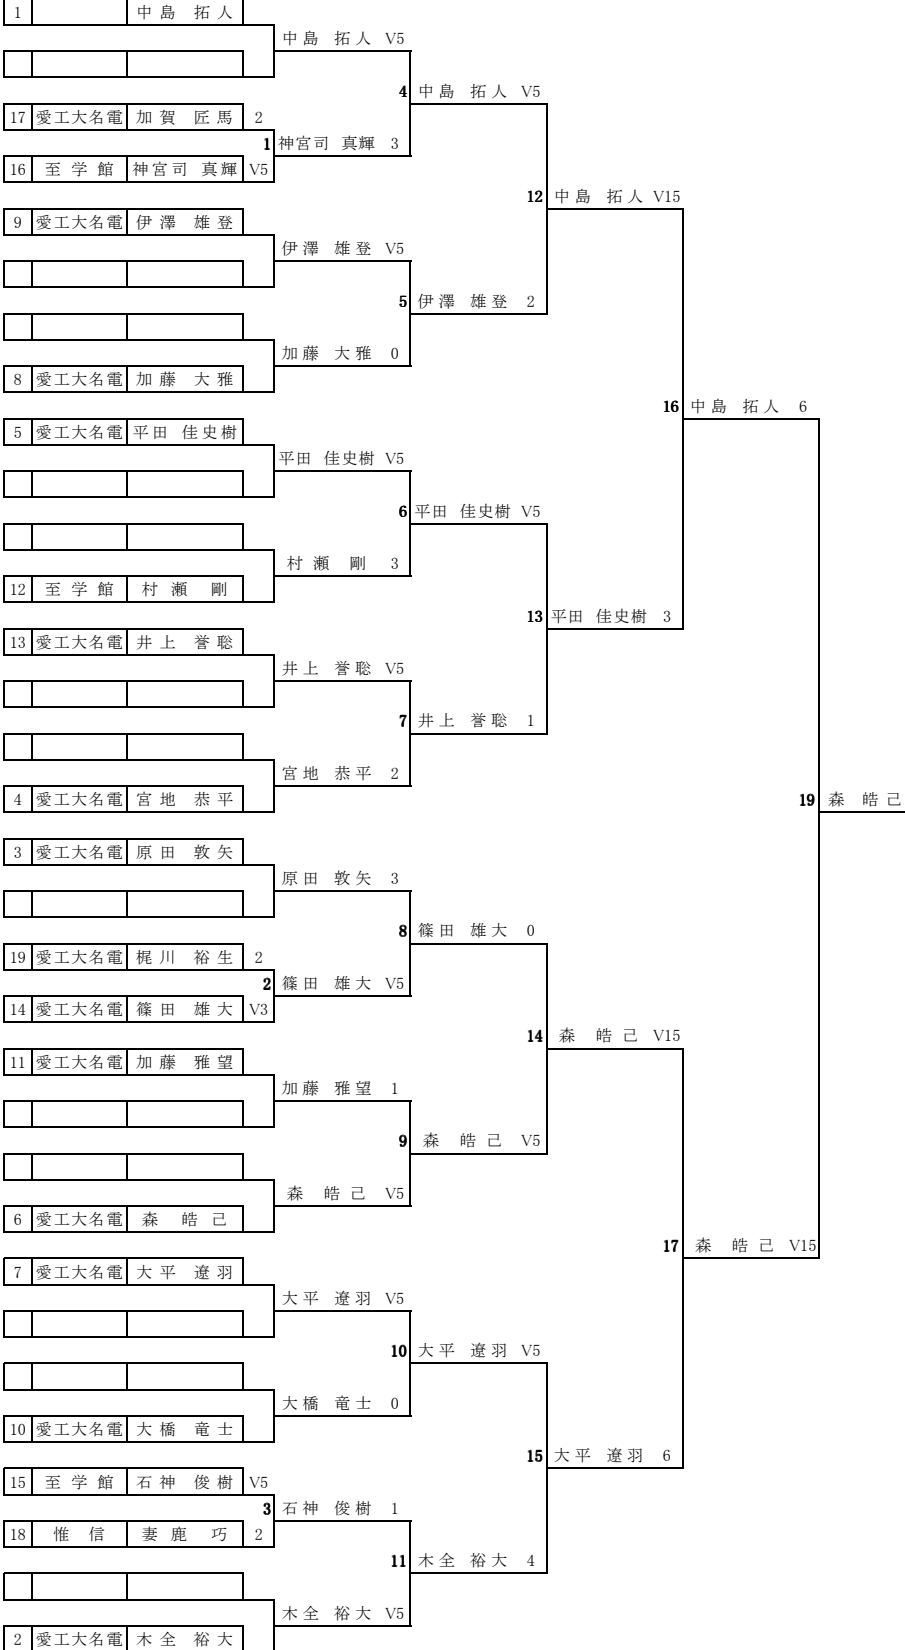 1 中島 拓人
中島 拓人 V5
4 中島 拓人 V5
17 愛工大名電 加賀 匠馬 2
1 神宮司 真輝 3
16 至学館 神宮司 真輝 V5
12 中島 拓人 V15
9 愛工大名電 伊澤 雄登
伊澤 雄登 V5
5 伊澤 雄登 2
加藤 大雅 0
8 愛工大名電 加藤 大雅
16 中島 拓人 6
5 愛工大名電 平田 佳史樹
平田 佳史樹 V5
6 平田 佳史樹 V5
村瀬 剛 3
12 至学館 村瀬 剛
13 平田 佳史樹 3
13 愛工大名電 井上 誉聡
井上 誉聡 V5
7 井上 誉聡 1
宮地 恭平 2
4 愛工大名電 宮地 恭平
19 森 皓己
3 愛工大名電 原田 敦矢
原田 敦矢 3
8 篠田 雄大 0
19 愛工大名電 梶川 裕生 2
2 篠田 雄大 V5
14 愛工大名電 篠田 雄大 V3
14 森 皓己 V15
11 愛工大名電 加藤 雅望
加藤 雅望 1
9 森 皓己 V5
森 皓己 V5
6 愛工大名電 森 皓己
17 森 皓己 V15
7 愛工大名電 大平 遼羽
大平 遼羽 V5
10 大平 遼羽 V5
大橋 竜士 0
10 愛工大名電 大橋 竜士
15 大平 遼羽 6
15 至学館 石神 俊樹 V5
3 石神 俊樹 1
18 惟信 妻鹿 巧 2
11 木全 裕大 4
木全 裕大 V5
2 愛工大名電 木全 裕大